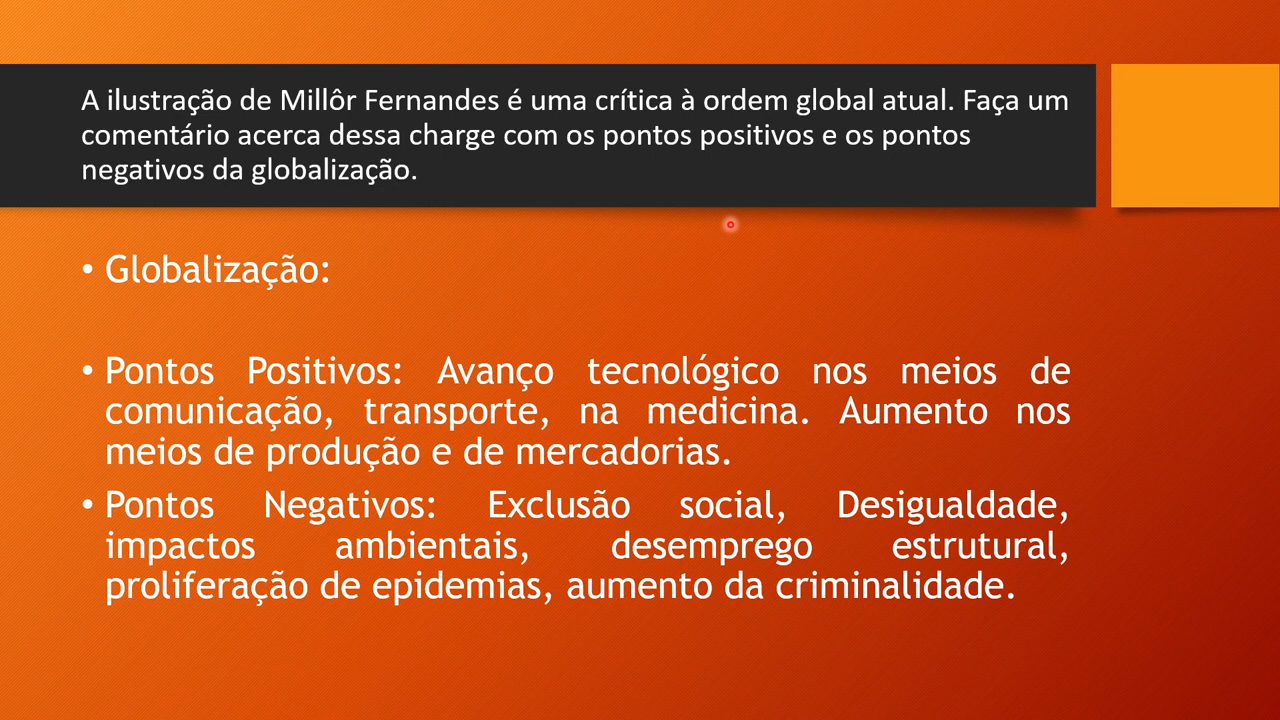 A ilustração de Millôr Fernandes é uma crítica à ordem global atual. Faça um
comentário acerca dessa charge com os pontos positivos e os pontos
negativos da globalização.
• Globalização:
• Pontos Positivos: Avanço tecnológico nos meios de
comunicação, transporte, na medicina. Aumento nos
meios de produção e de mercadorias.
• Pontos Negativos: Exclusão social, Desigualdade,
impactos ambientais, desemprego estrutural,
proliferação de epidemias, aumento da criminalidade.